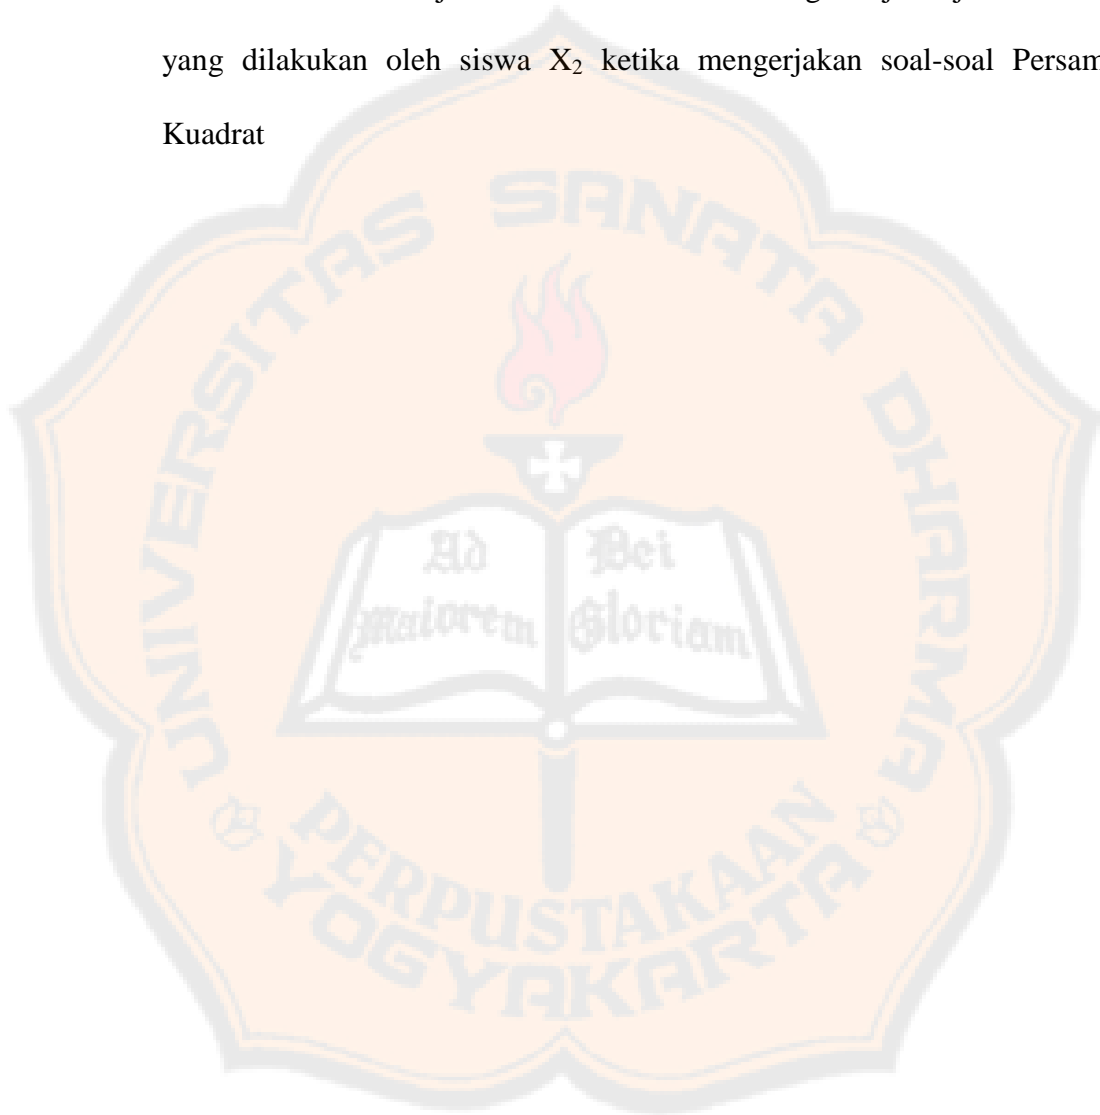 yang dilakukan oleh siswa X₂ ketika mengerjakan soal-soal
Kuadrat
UNIVERSITAS SANATA DHARMA
Ad Dei
Maiorem Gloriam
PERPUSTAKAAN
YOGYAKARTA